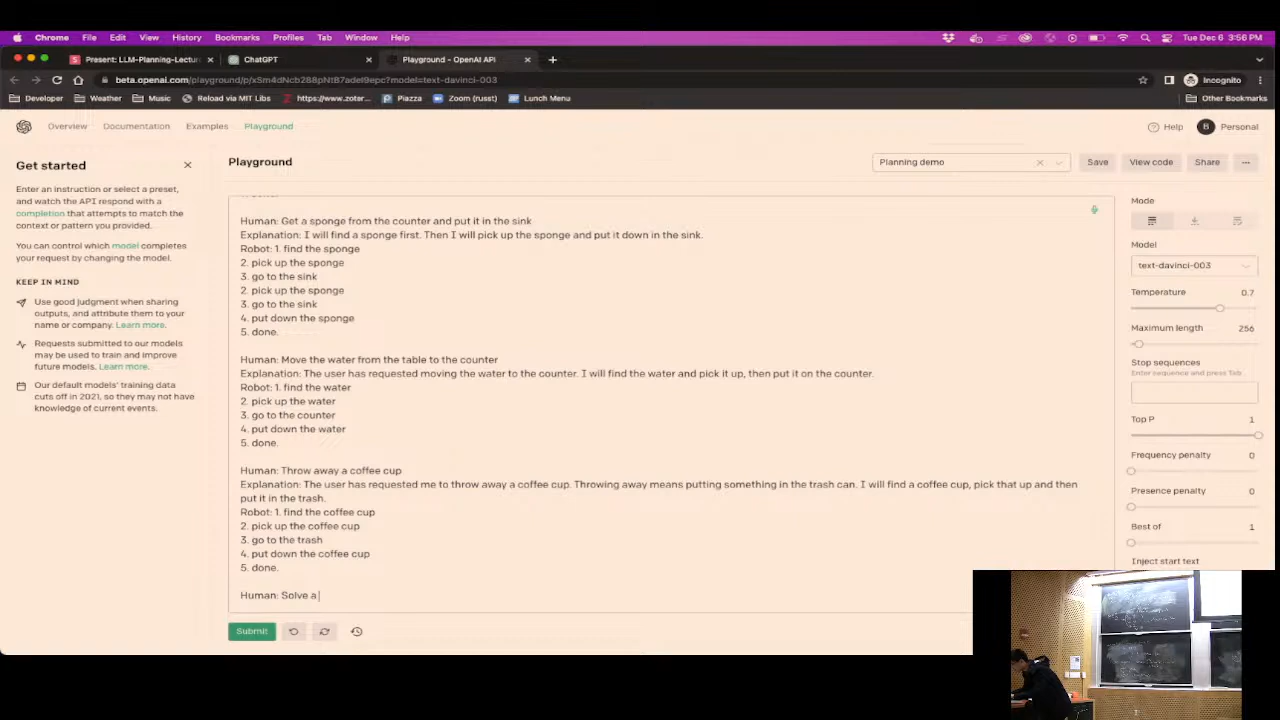 Chrome File Edit View History Bookmarks Profiles Tab Window Help
Tue Dec 6 3:56 PM
Present: LLM-Planning-Lectur
ChatGPT
Playground - OpenAI API
beta.openai.com/playground/p/
?model=text-davinci-003
Incognito
Developer Weather Music Reload via MIT Libs https://www.zoter... Piazza Zoom (russt) Lunch Menu Other Bookmarks
Overview Documentation Examples Playground
Help B Personal
Get started
Enter an instruction or select a preset,
and watch the API respond with a
completion that attempts to match the
context or pattern you provided.
You can control which model completes
your request by changing the model.
KEEP IN MIND
Use good judgment when sharing
outputs, and attribute them to your
name or company. Learn more.
Requests submitted to our models
may be used to train and improve
future models. Learn more.
Our default models' training data
cuts off in 2021, so they may not have
knowledge of current events.
Playground
Planning demo
Save View code Share ...
Human: Get a sponge from the counter and put it in the sink
Explanation: I will find a sponge first. Then I will pick up the sponge and put it down in the sink.
Robot: 1. find the sponge
2. pick up the sponge
3. go to the sink
2. pick up the sponge
3. go to the sink
4. put down the sponge
5. done.
Human: Move the water from the table to the counter
Explanation: The user has requested moving the water to the counter. I will find the water and pick it up, then put it on the counter.
Robot: 1. find the water
2. pick up the water
3. go to the counter
4. put down the water
5. done.
Human: Throw away a coffee cup
Explanation: The user has requested me to throw away a coffee cup. Throwing away means putting something in the trash can. I will find a coffee cup, pick that up and then
put it in the trash.
Robot: 1. find the coffee cup
2. pick up the coffee cup
3. go to the trash
4. put down the coffee cup
5. done.
Human: Solve a
Submit
Mode
Model
text-davinci-003
Temperature 0.7
Maximum length 256
Stop sequences
Enter sequence and press Tab
Top P 1
Frequency penalty 0
Presence penalty 0
Best of 1
Inject start text